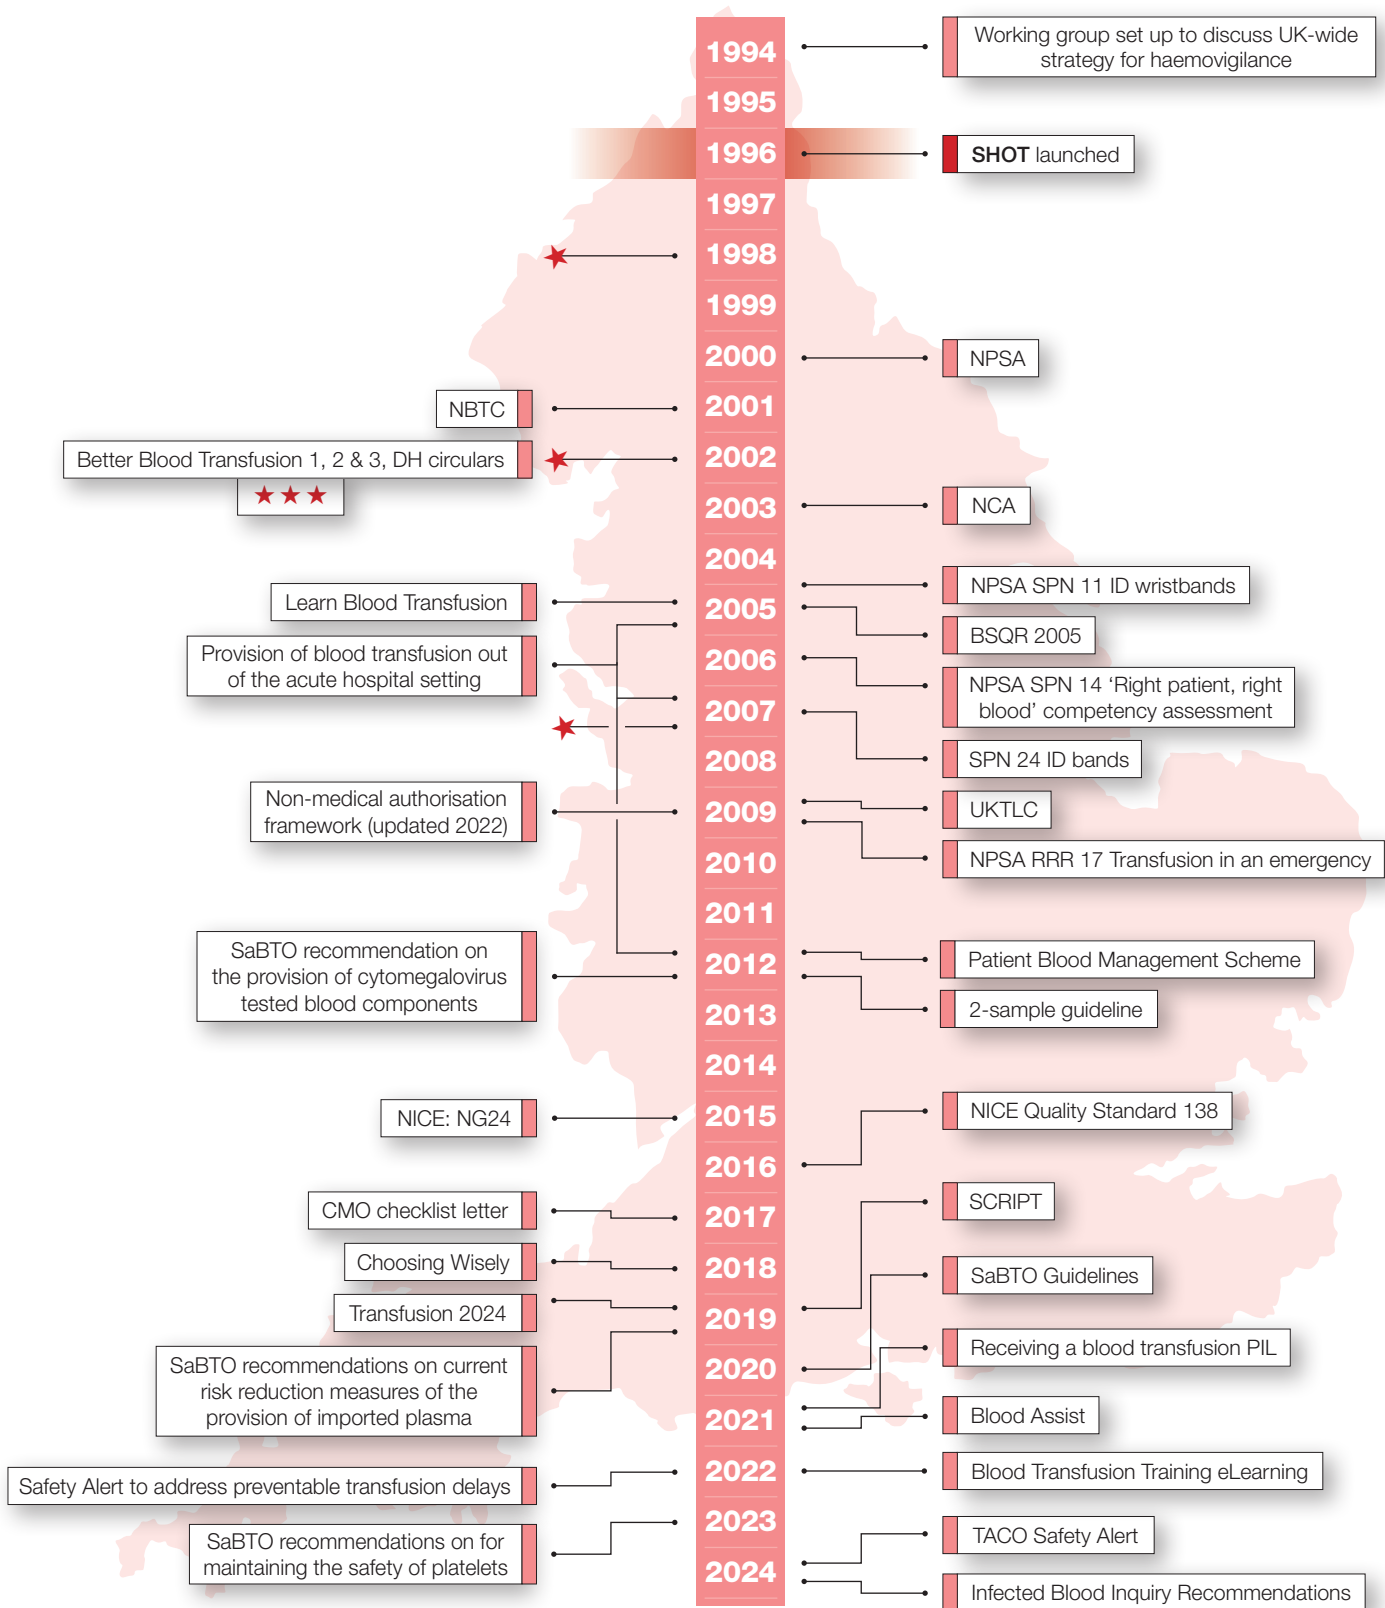 1994
Working group set up to discuss UK-wide
strategy for haemovigilance
1995
1996
SHOT launched
1997
1998
1999
2000
NPSA
NBTC
2001
Better Blood Transfusion 1, 2 & 3, DH circulars
2002
2003
NCA
2004
NPSA SPN 11 ID wristbands
Learn Blood Transfusion
2005
BSQR 2005
Provision of blood transfusion out
of the acute hospital setting
2006
NPSA SPN 14 ‘Right patient, right
blood’ competency assessment
2007
2008
SPN 24 ID bands
Non-medical authorisation
framework (updated 2022)
2009
UKTLC
2010
NPSA RRR 17 Transfusion in an emergency
2011
SaBTO recommendation on
the provision of cytomegalovirus
tested blood components
2012
Patient Blood Management Scheme
2013
2-sample guideline
2014
NICE: NG24
2015
NICE Quality Standard 138
2016
CMO checklist letter
2017
SCRIPT
Choosing Wisely
2018
SaBTO Guidelines
Transfusion 2024
2019
SaBTO recommendations on current
risk reduction measures of the
provision of imported plasma
2020
Receiving a blood transfusion PIL
2021
Blood Assist
Safety Alert to address preventable transfusion delays
2022
Blood Transfusion Training eLearning
SaBTO recommendations on for
maintaining the safety of platelets
2023
TACO Safety Alert
2024
Infected Blood Inquiry Recommendations